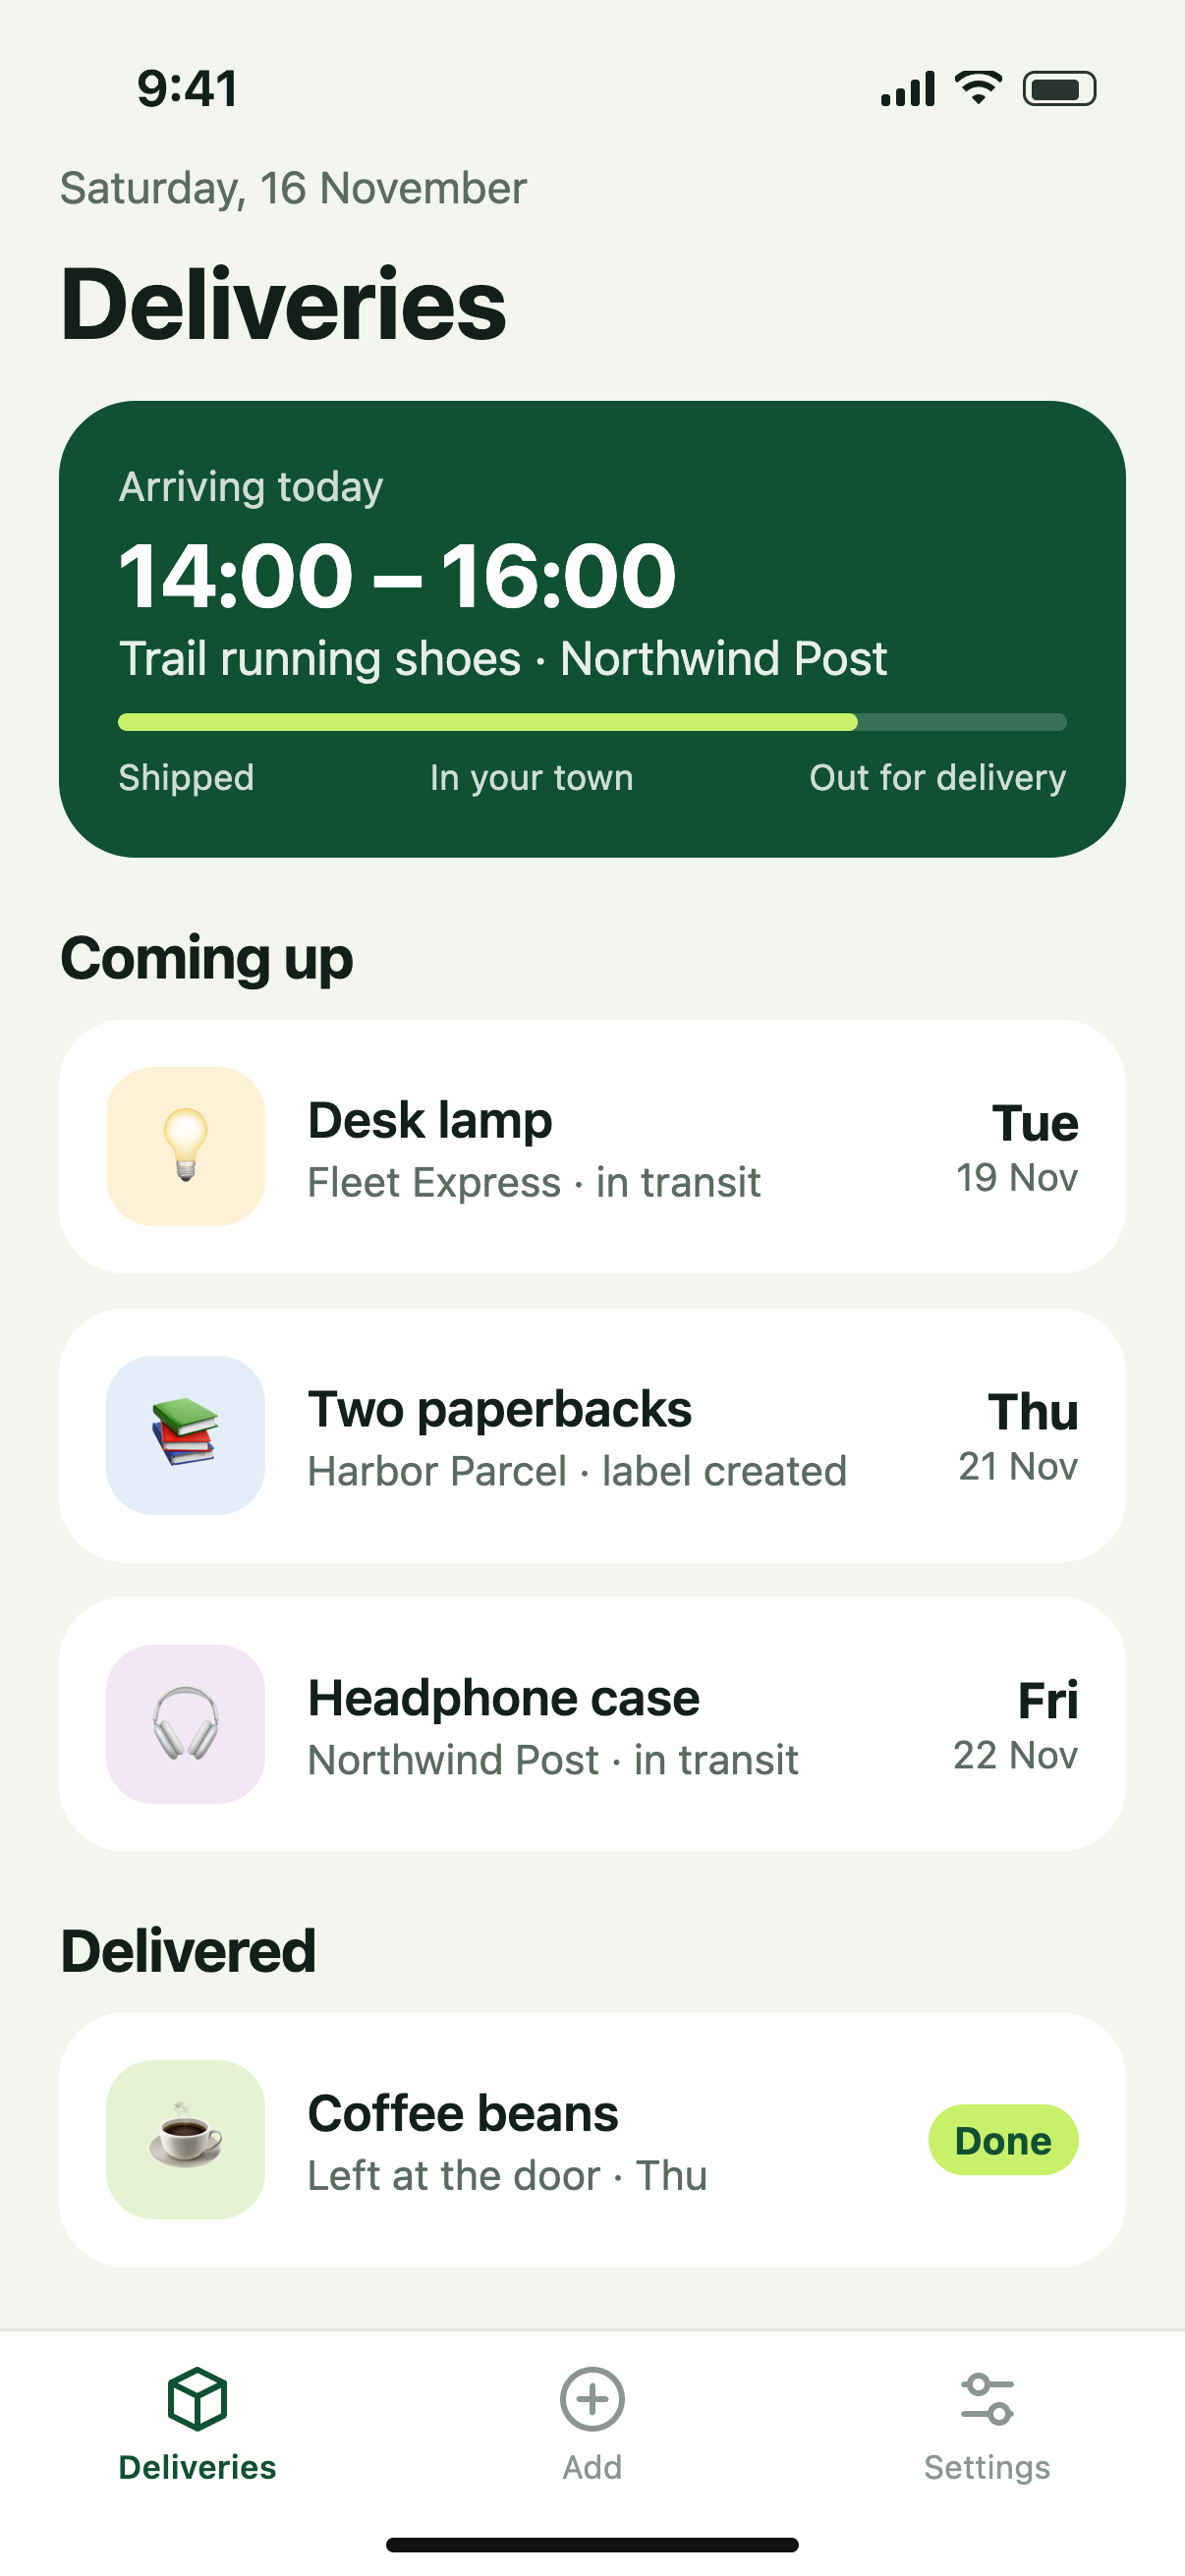 9:41
Saturday, 16 November
Deliveries
Arriving today
14:00 – 16:00
Trail running shoes · Northwind Post
Shipped In your town Out for delivery
Coming up
Desk lamp
Fleet Express · in transit
Tue
19 Nov
Two paperbacks
Harbor Parcel · label created
Thu
21 Nov
Headphone case
Northwind Post · in transit
Fri
22 Nov
Delivered
Coffee beans
Left at the door · Thu
Done
Deliveries Add Settings